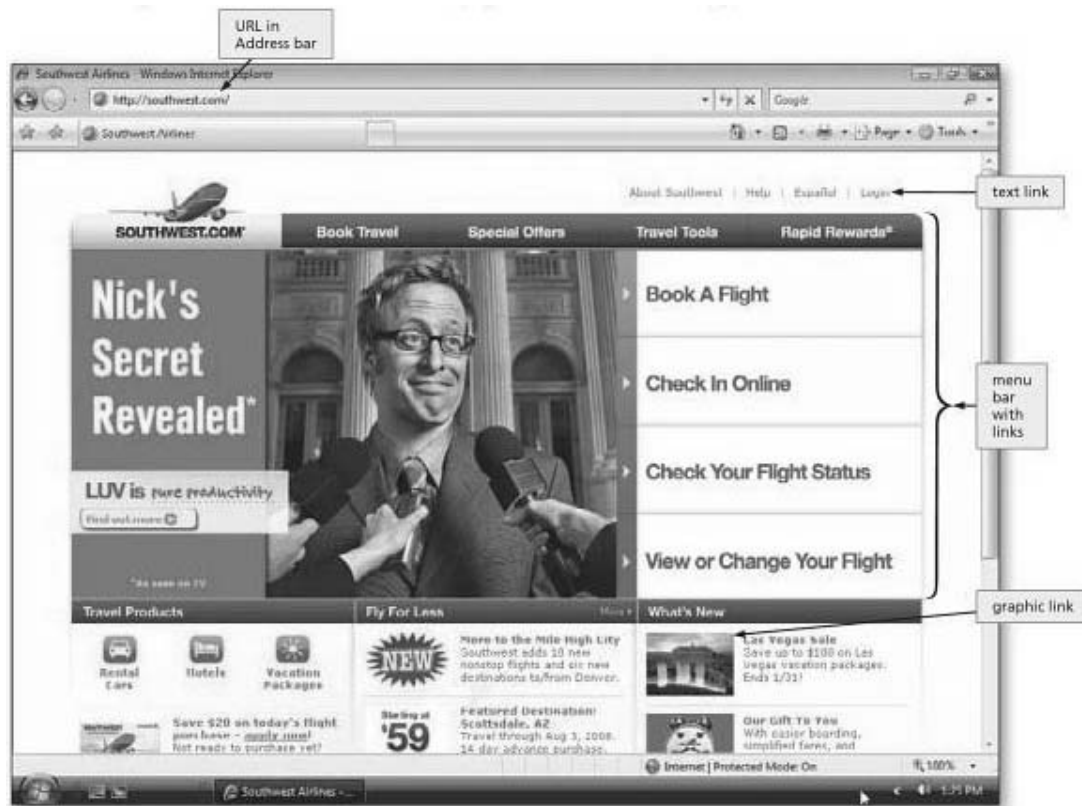 URL in
Address bar
Southwest Airlines - Windows Internet Explorer
http://southwest.com/
Google
Southwest Airlines
Page
Tools
About Southwest | Help | Español | Login
text link
SOUTHWEST.COM®
Book Travel
Special Offers
Travel Tools
Rapid Rewards®
Nick's
Secret
Revealed*
LUV is pure productivity
Find out more
*As seen on TV
Book A Flight
Check In Online
Check Your Flight Status
View or Change Your Flight
menu
bar
with
links
Travel Products
Rental
Cars
Hotels
Vacation
Packages
Save $20 on today's flight
purchase - apply now!
Not ready to purchase yet?
Fly For Less
More
NEW
More to the Mile High City
Southwest adds 10 new
nonstop flights and six new
destinations to/from Denver.
Starting at
$59
Featured Destination:
Scottsdale, AZ
Travel through Aug 3, 2008.
14 day advance purchase.
What's New
graphic link
Las Vegas Sale
Save up to $100 on Las
Vegas vacation packages.
Ends 1/31!
Our Gift To You
With easier boarding,
simplified fares, and
Internet | Protected Mode: On
100%
Southwest Airlines - ...
1:25 PM